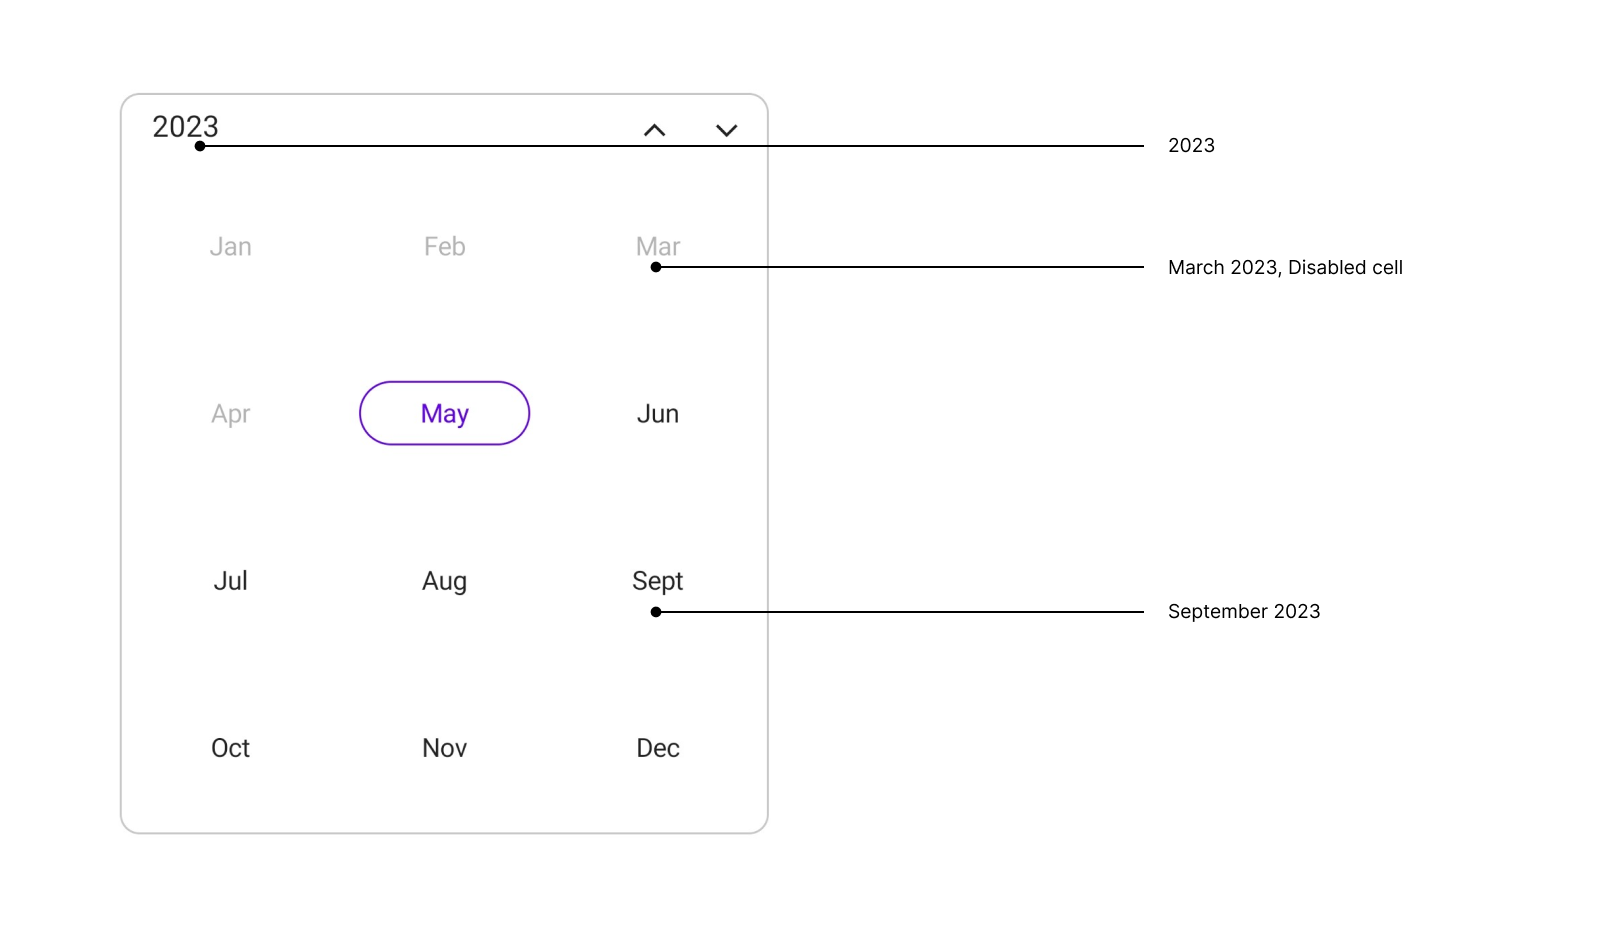 2023
2023
Jan Feb Mar
March 2023, Disabled cell
Apr May Jun
Jul Aug Sept
September 2023
Oct Nov Dec